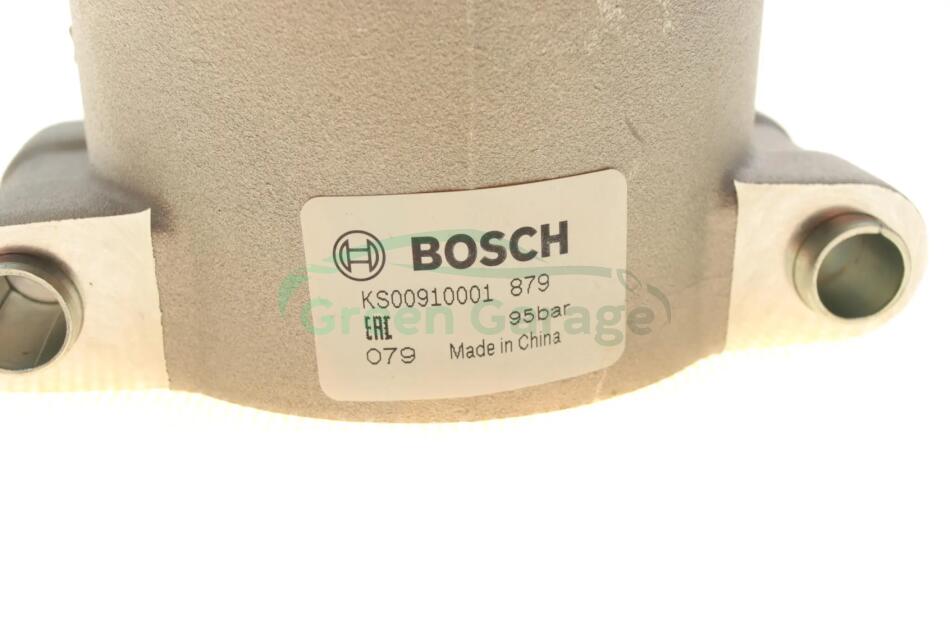 BOSCH
KS00910001 879
EAC 95bar
079 Made in China
Green Garage